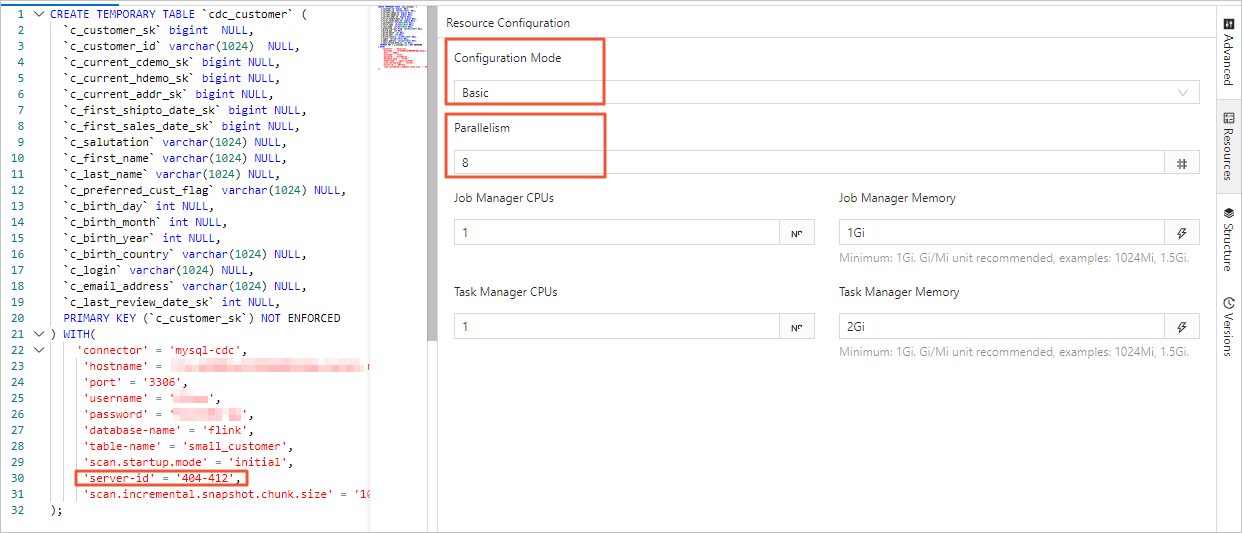 1 CREATE TEMPORARY TABLE `cdc_customer` (
2 `c_customer_sk` bigint NULL,
3 `c_customer_id` varchar(1024) NULL,
4 `c_current_cdemo_sk` bigint NULL,
5 `c_current_hdemo_sk` bigint NULL,
6 `c_current_addr_sk` bigint NULL,
7 `c_first_shipto_date_sk` bigint NULL,
8 `c_first_sales_date_sk` bigint NULL,
9 `c_salutation` varchar(1024) NULL,
10 `c_first_name` varchar(1024) NULL,
11 `c_last_name` varchar(1024) NULL,
12 `c_preferred_cust_flag` varchar(1024) NULL,
13 `c_birth_day` int NULL,
14 `c_birth_month` int NULL,
15 `c_birth_year` int NULL,
16 `c_birth_country` varchar(1024) NULL,
17 `c_login` varchar(1024) NULL,
18 `c_email_address` varchar(1024) NULL,
19 `c_last_review_date_sk` int NULL,
20 PRIMARY KEY (`c_customer_sk`) NOT ENFORCED
21 ) WITH(
22 'connector' = 'mysql-cdc',
23 'hostname' =
24 'port' = '3306',
25 'username' = ',
26 'password' = ',
27 'database-name' = 'flink',
28 'table-name' = 'small_customer',
29 'scan.startup.mode' = 'initial',
30 'server-id' = '404-412',
31 'scan.incremental.snapshot.chunk.size' = '10
32 );
Resource Configuration
Configuration Mode
Basic
Parallelism
8
Job Manager CPUs
1
Job Manager Memory
1Gi
Minimum: 1Gi. Gi/Mi unit recommended, examples: 1024Mi, 1.5Gi.
Task Manager CPUs
1
Task Manager Memory
2Gi
Minimum: 1Gi. Gi/Mi unit recommended, examples: 1024Mi, 1.5Gi.
Advanced
Resources
Structure
Versions